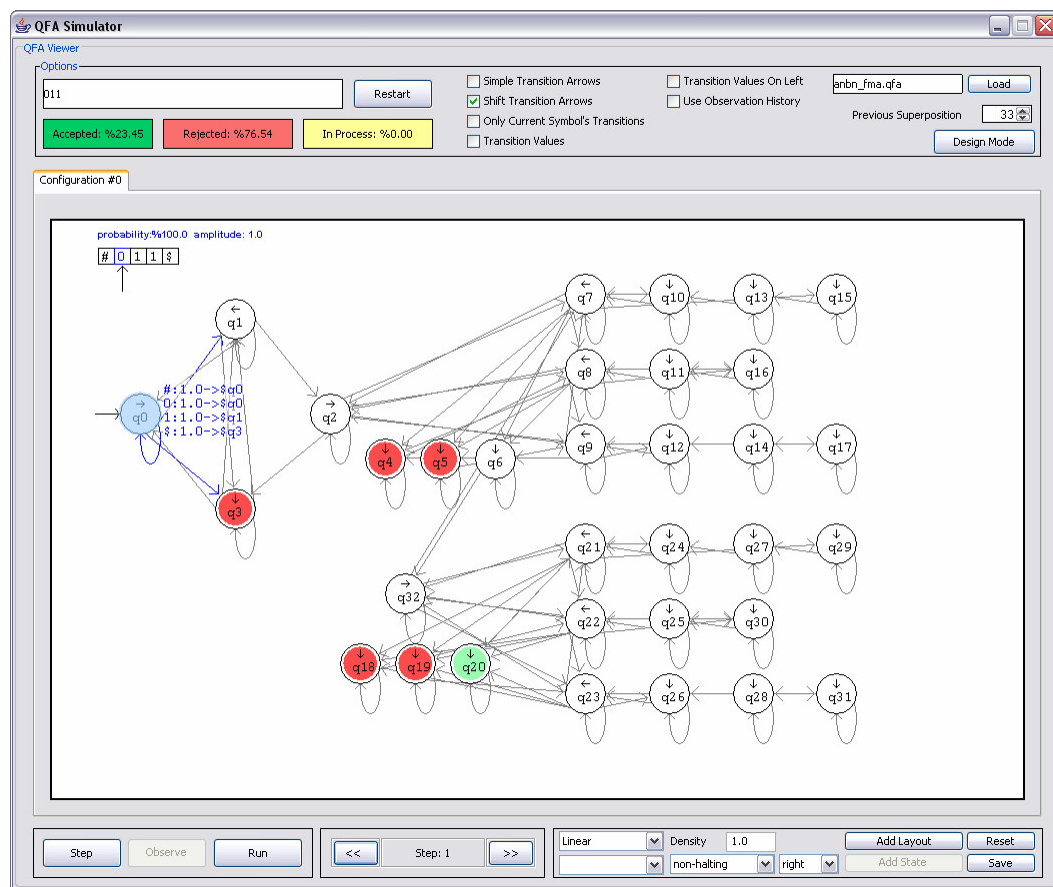 QFA Simulator
QFA Viewer
Options
011
Restart
Accepted: %23.45
Rejected: %76.54
In Process: %0.00
Simple Transition Arrows
Shift Transition Arrows
Only Current Symbol's Transitions
Transition Values
Transition Values On Left
Use Observation History
anbn_fma.qfa
Load
Previous Superposition
33
Design Mode
Configuration #0
probability:%100.0 amplitude: 1.0
# 0 1 1 $
q1
q0
#:1.0->$q0
0:1.0->$q0
1:1.0->$q1
$:1.0->$q3
q2
q3
q4
q5
q6
q7
q10
q13
q15
q8
q11
q16
q9
q12
q14
q17
q21
q24
q27
q29
q32
q22
q25
q30
q18
q19
q20
q23
q26
q28
q31
Step
Observe
Run
<<
Step: 1
>>
Linear
Density
1.0
Add Layout
Reset
non-halting
right
Add State
Save